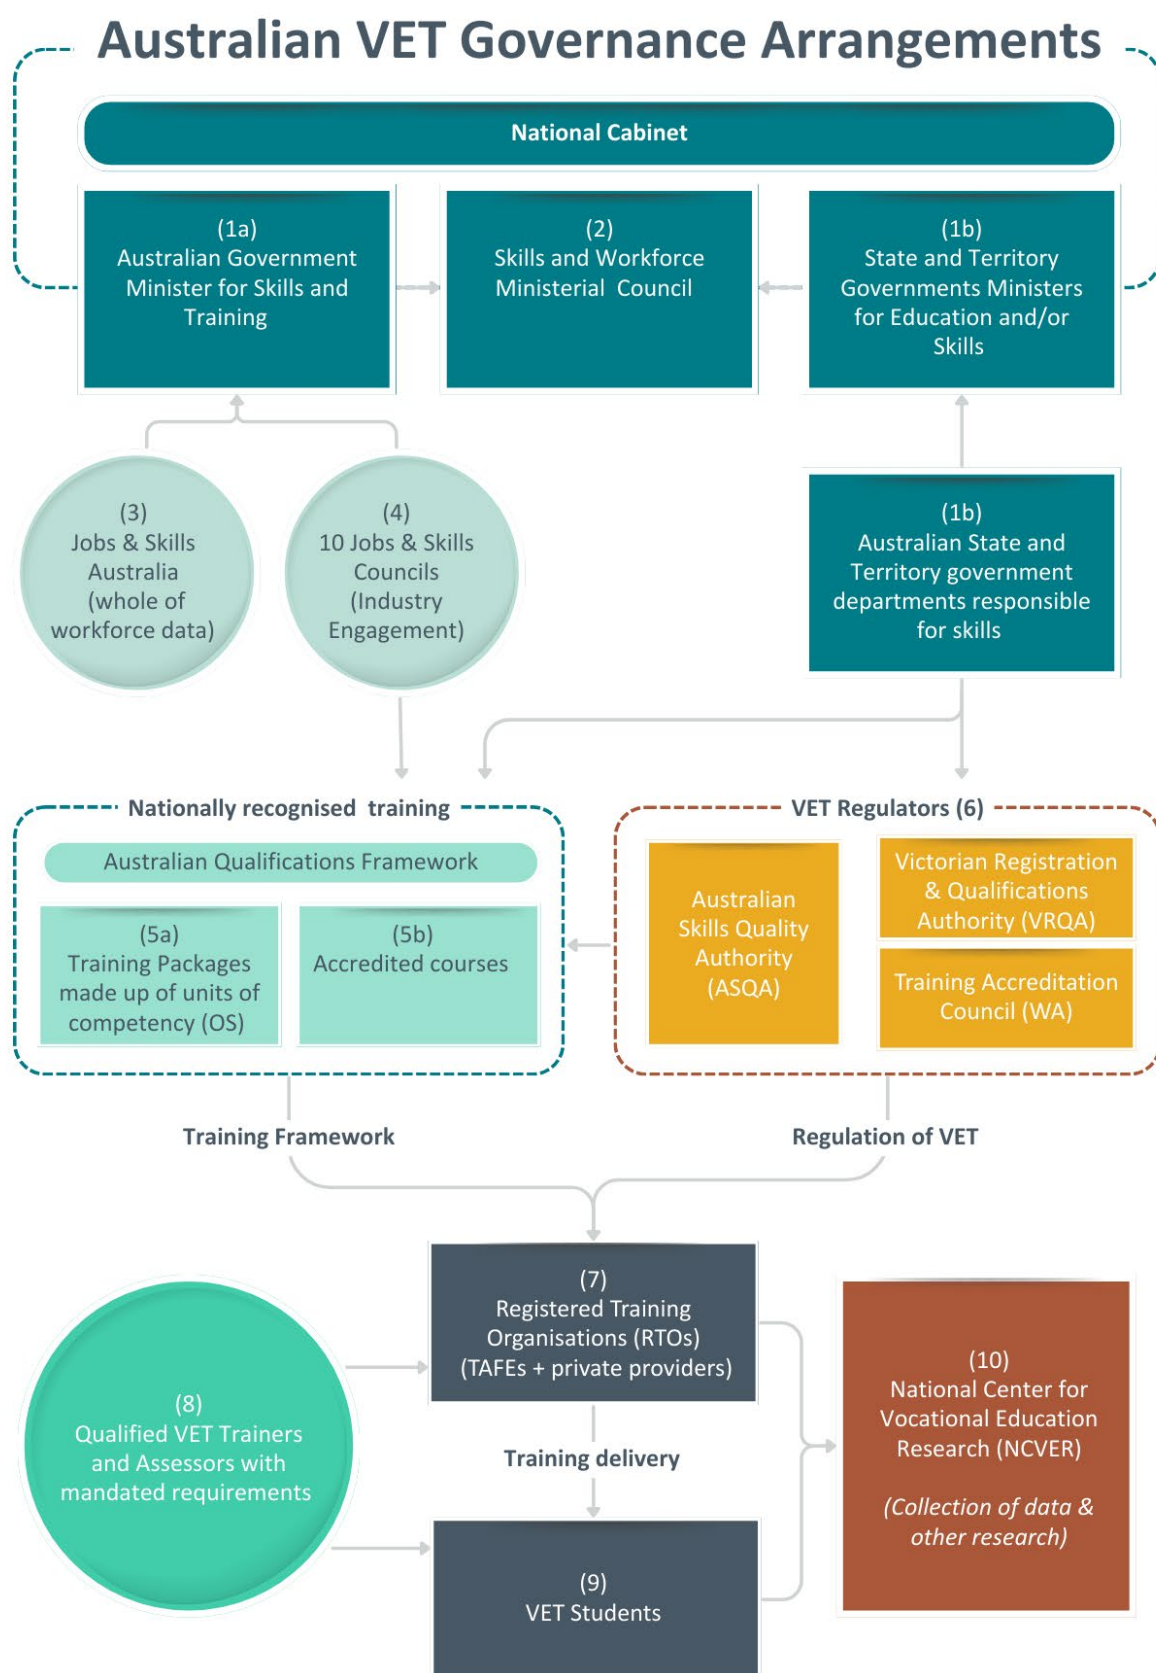 Australian VET Governance Arrangements
National Cabinet
(1a)
Australian Government
Minister for Skills and
Training
(2)
Skills and Workforce
Ministerial Council
(1b)
State and Territory
Governments Ministers
for Education and/or
Skills
(3)
Jobs & Skills
Australia
(whole of
workforce data)
(4)
10 Jobs & Skills
Councils
(Industry
Engagement)
(1b)
Australian State and
Territory government
departments responsible
for skills
Nationally recognised training
Australian Qualifications Framework
(5a)
Training Packages
made up of units of
competency (OS)
(5b)
Accredited courses
VET Regulators (6)
Australian
Skills Quality
Authority
(ASQA)
Victorian Registration
& Qualifications
Authority (VRQA)
Training Accreditation
Council (WA)
Training Framework
Regulation of VET
(7)
Registered Training
Organisations (RTOs)
(TAFEs + private providers)
(8)
Qualified VET Trainers
and Assessors with
mandated requirements
Training delivery
(9)
VET Students
(10)
National Center for
Vocational Education
Research (NCVER)
(Collection of data &
other research)